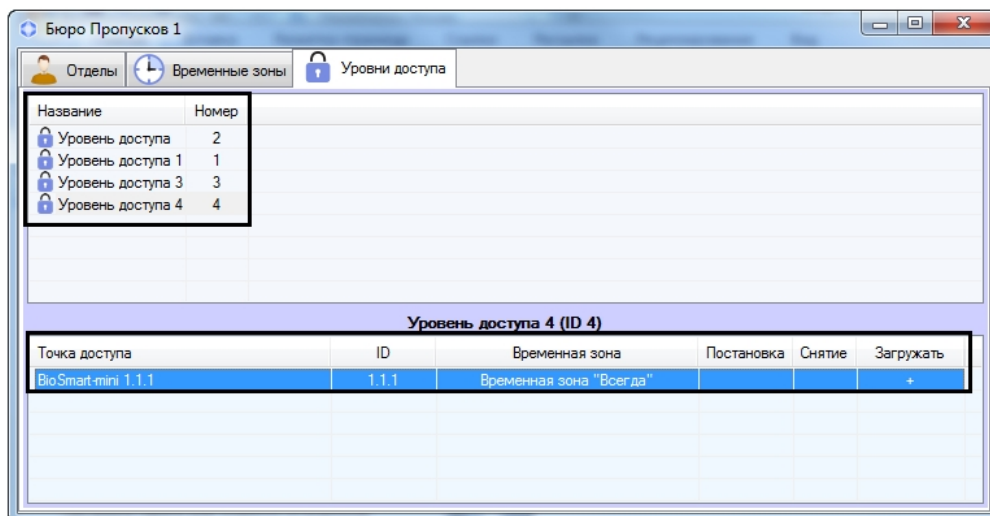 Бюро Пропусков 1
Отделы Временные зоны Уровни доступа
Название Номер
Уровень доступа 2
Уровень доступа 1 1
Уровень доступа 3 3
Уровень доступа 4 4
Уровень доступа 4 (ID 4)
Точка доступа ID Временная зона Постановка Снятие Загружать
BioSmart-mini 1.1.1 1.1.1 Временная зона "Всегда" +